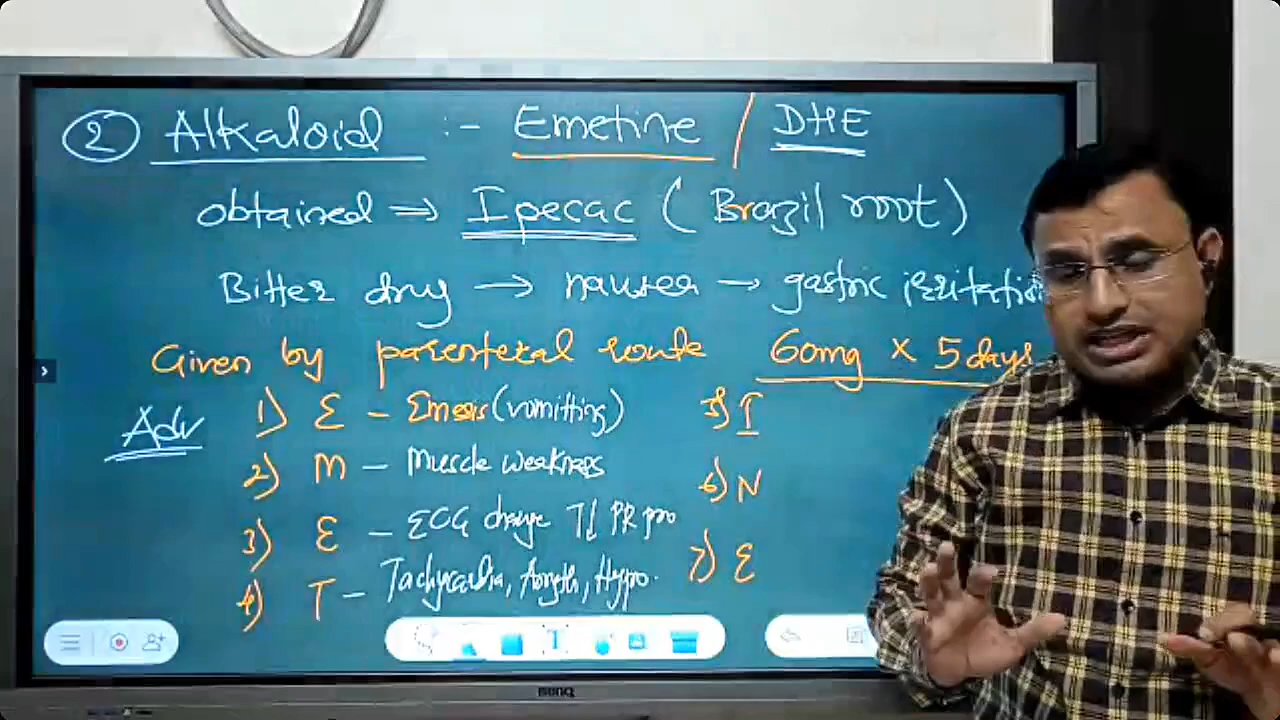 ② Alkaloid :- Emetine / DHE
obtained ⇒ Ipecac (Brazil root)
Bitter drug → nausea → gastric irritation
Given by parenteral route 60mg × 5 days
Adv
1) E - Emesis (vomitting)
2) M - Muscle weakness
3) E - ECG change T↓ PR pro
4) T - Tachycardia, Arryth, Hypo.
5) I
6) N
7) E
BenQ